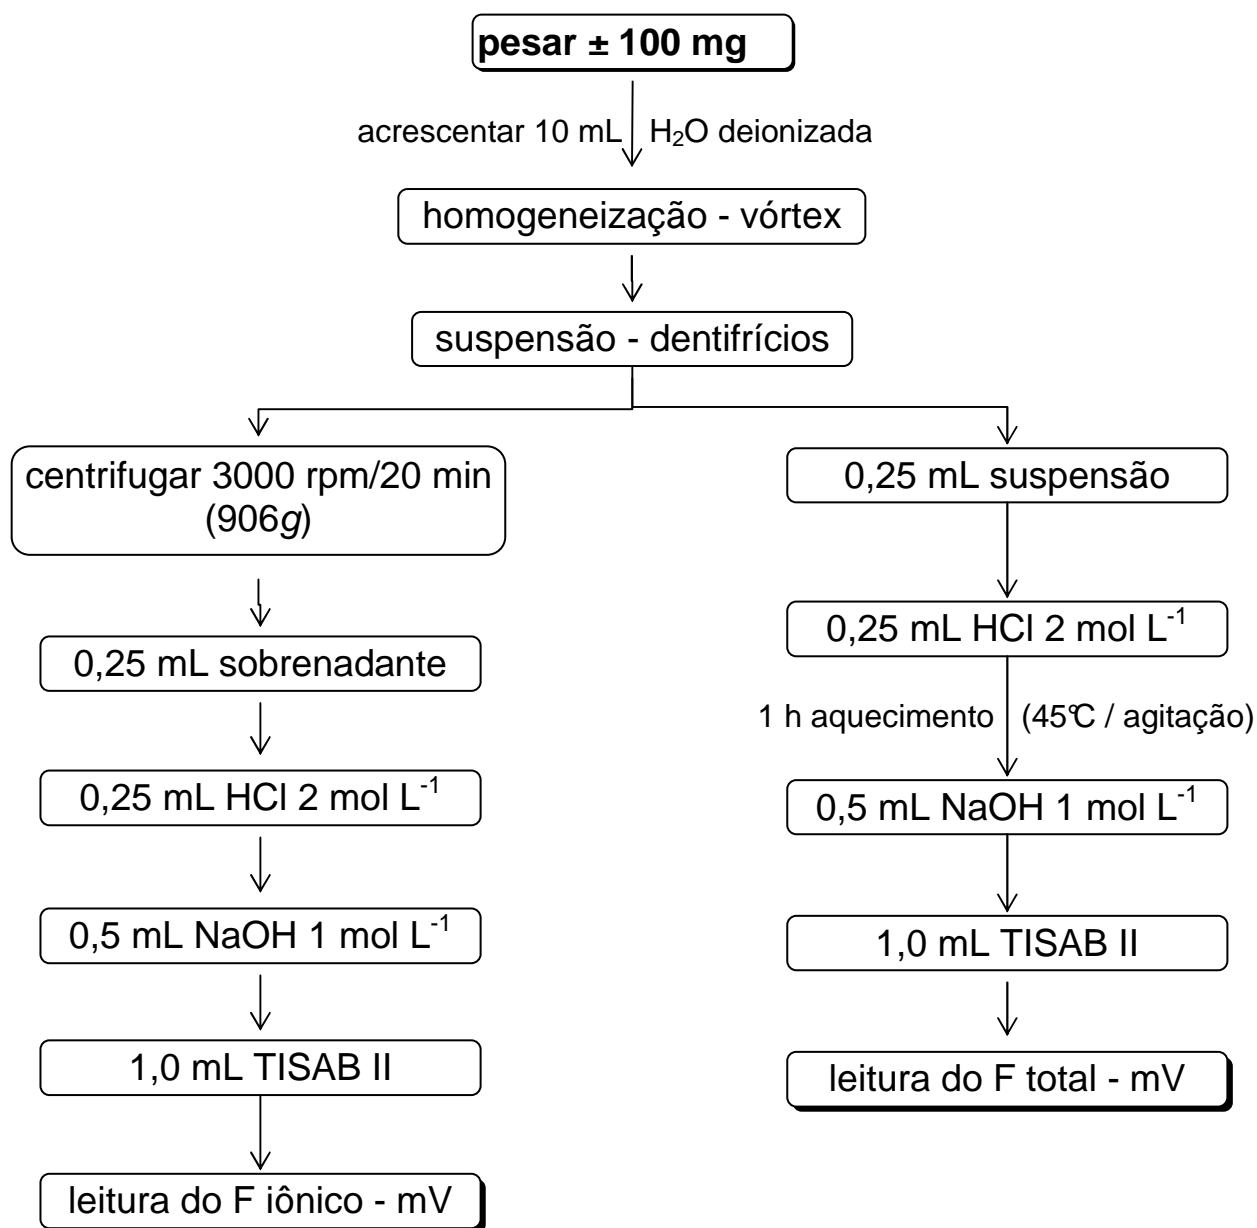 pesar ± 100 mg
acrescentar 10 mL H₂O deionizada
homogeneização - vórtex
suspensão - dentifrícios
centrifugar 3000 rpm/20 min
(906g)
0,25 mL sobrenadante
0,25 mL HCl 2 mol L⁻¹
0,5 mL NaOH 1 mol L⁻¹
1,0 mL TISAB II
leitura do F iônico - mV
0,25 mL suspensão
0,25 mL HCl 2 mol L⁻¹
1 h aquecimento (45℃ / agitação)
0,5 mL NaOH 1 mol L⁻¹
1,0 mL TISAB II
leitura do F total - mV